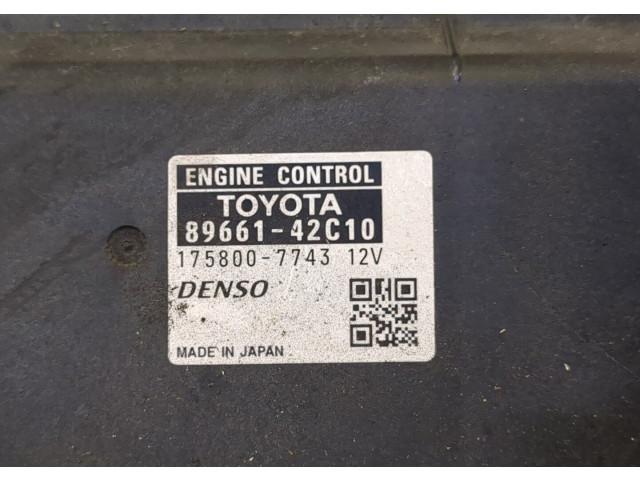 ENGINE CONTROL
TOYOTA
89661-42C10
175800-7743 12V
DENSO
MADE IN JAPAN